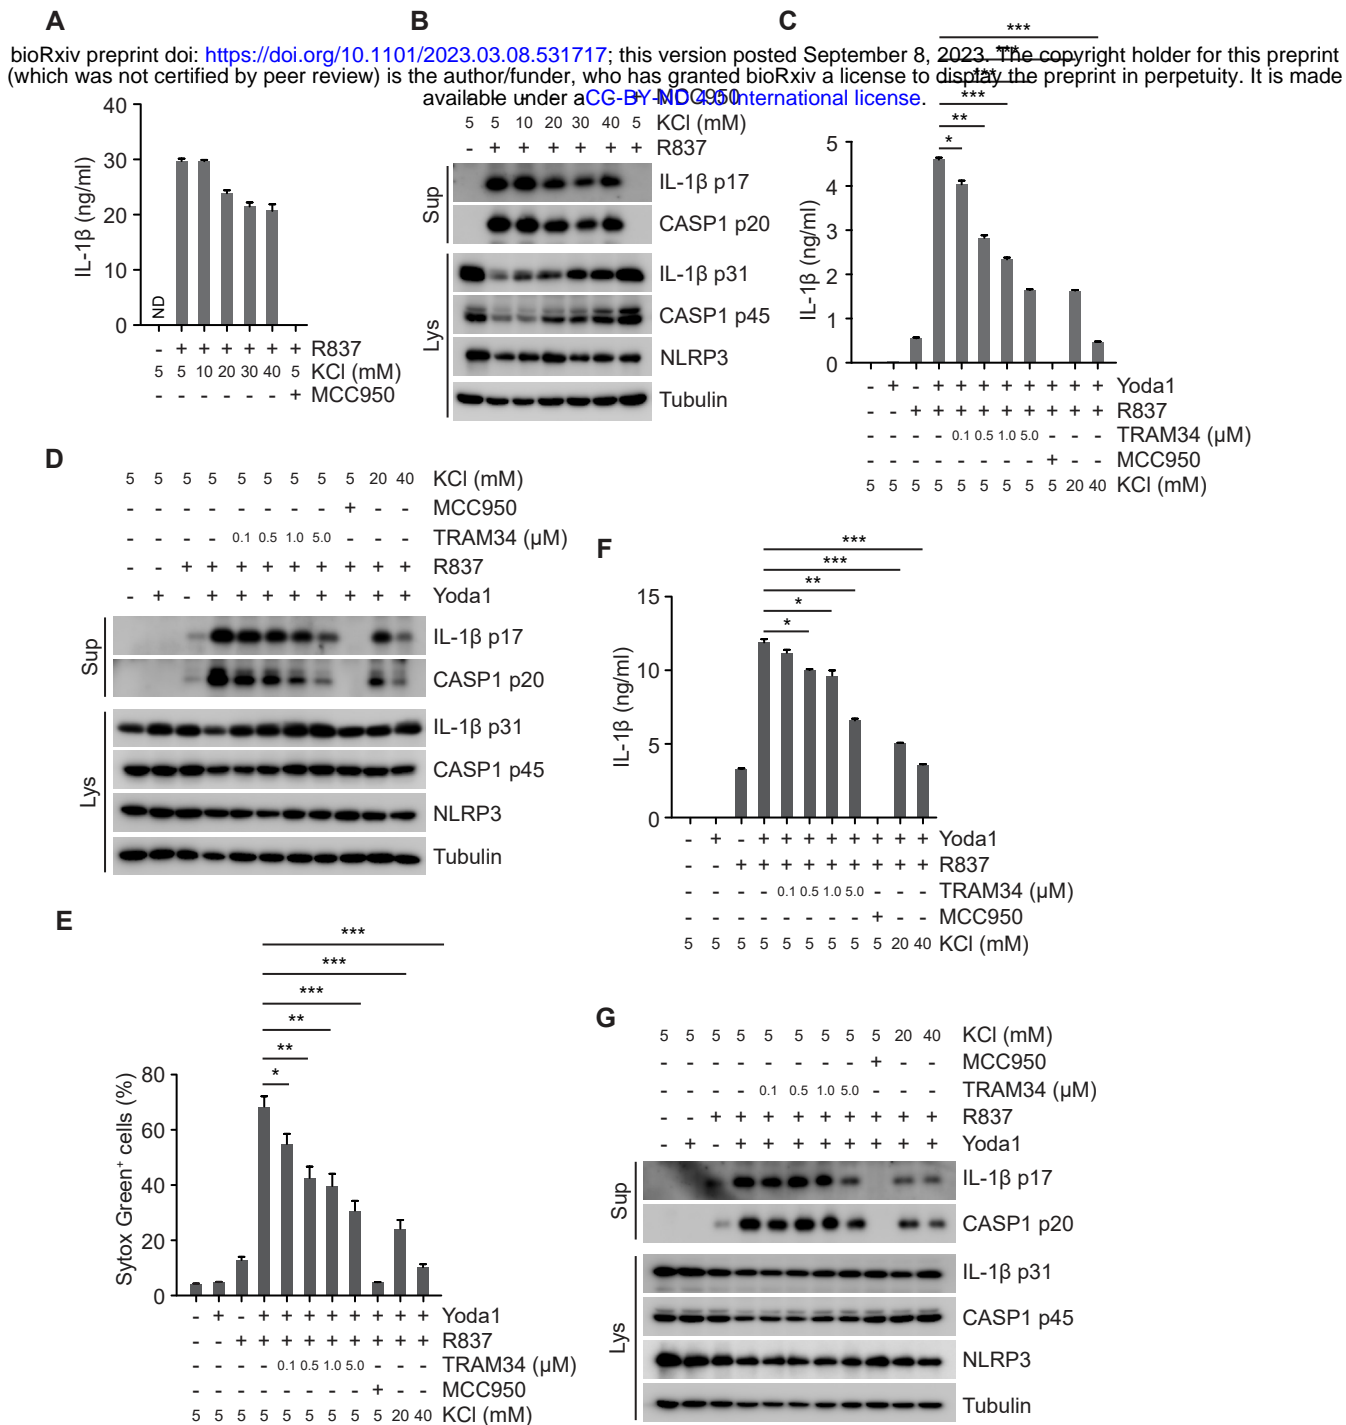 A
B
C
bioRxiv preprint doi: https://doi.org/10.1101/2023.03.08.531717; this version posted September 8, 2023. The copyright holder for this preprint
(which was not certified by peer review) is the author/funder, who has granted bioRxiv a license to display the preprint in perpetuity. It is made
available under aCC-BY-ND 4.0 International license.
40
30
20
10
0
IL-1β (ng/ml)
ND
- + + + + + + R837
5 5 10 20 30 40 5 KCl (mM)
- - - - - - + MCC950
MCC950
5 5 10 20 30 40 5 KCl (mM)
- + + + + + + R837
Sup
IL-1β p17
CASP1 p20
Lys
IL-1β p31
CASP1 p45
NLRP3
Tubulin
***
***
***
***
**
*
5
4
3
2
1
0
IL-1β (ng/ml)
- + - + + + + + + + + Yoda1
- - + + + + + + + + + R837
- - - - 0.1 0.5 1.0 5.0 - - - TRAM34 (µM)
- - - - - - - - + - - MCC950
5 5 5 5 5 5 5 5 5 20 40 KCl (mM)
D
5 5 5 5 5 5 5 5 5 20 40 KCl (mM)
- - - - - - - - + - - MCC950
- - - - 0.1 0.5 1.0 5.0 - - - TRAM34 (µM)
- - + + + + + + + + + R837
- + - + + + + + + + + Yoda1
Sup
IL-1β p17
CASP1 p20
Lys
IL-1β p31
CASP1 p45
NLRP3
Tubulin
F
***
***
**
*
*
15
10
5
0
IL-1β (ng/ml)
- + - + + + + + + + + Yoda1
- - + + + + + + + + + R837
- - - - 0.1 0.5 1.0 5.0 - - - TRAM34 (µM)
- - - - - - - - + - - MCC950
5 5 5 5 5 5 5 5 5 20 40 KCl (mM)
E
***
***
***
**
**
*
80
60
40
20
0
Sytox Green⁺ cells (%)
- + - + + + + + + + + Yoda1
- - + + + + + + + + + R837
- - - - 0.1 0.5 1.0 5.0 - - - TRAM34 (µM)
- - - - - - - - + - - MCC950
5 5 5 5 5 5 5 5 5 20 40 KCl (mM)
G
5 5 5 5 5 5 5 5 5 20 40 KCl (mM)
- - - - - - - - + - - MCC950
- - - - 0.1 0.5 1.0 5.0 - - - TRAM34 (µM)
- - + + + + + + + + + R837
- + - + + + + + + + + Yoda1
Sup
IL-1β p17
CASP1 p20
Lys
IL-1β p31
CASP1 p45
NLRP3
Tubulin